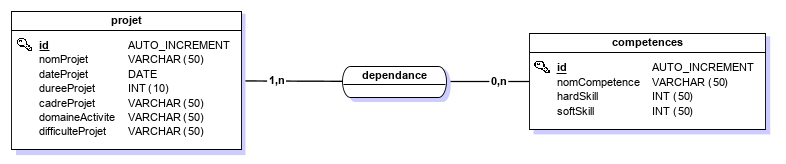 projet
id AUTO_INCREMENT
nomProjet VARCHAR (50)
dateProjet DATE
dureeProjet INT (10)
cadreProjet VARCHAR (50)
domaineActivite VARCHAR (50)
difficulteProjet VARCHAR (50)
1,n
dependance
0,n
competences
id AUTO_INCREMENT
nomCompetence VARCHAR (50)
hardSkill INT (50)
softSkill INT (50)